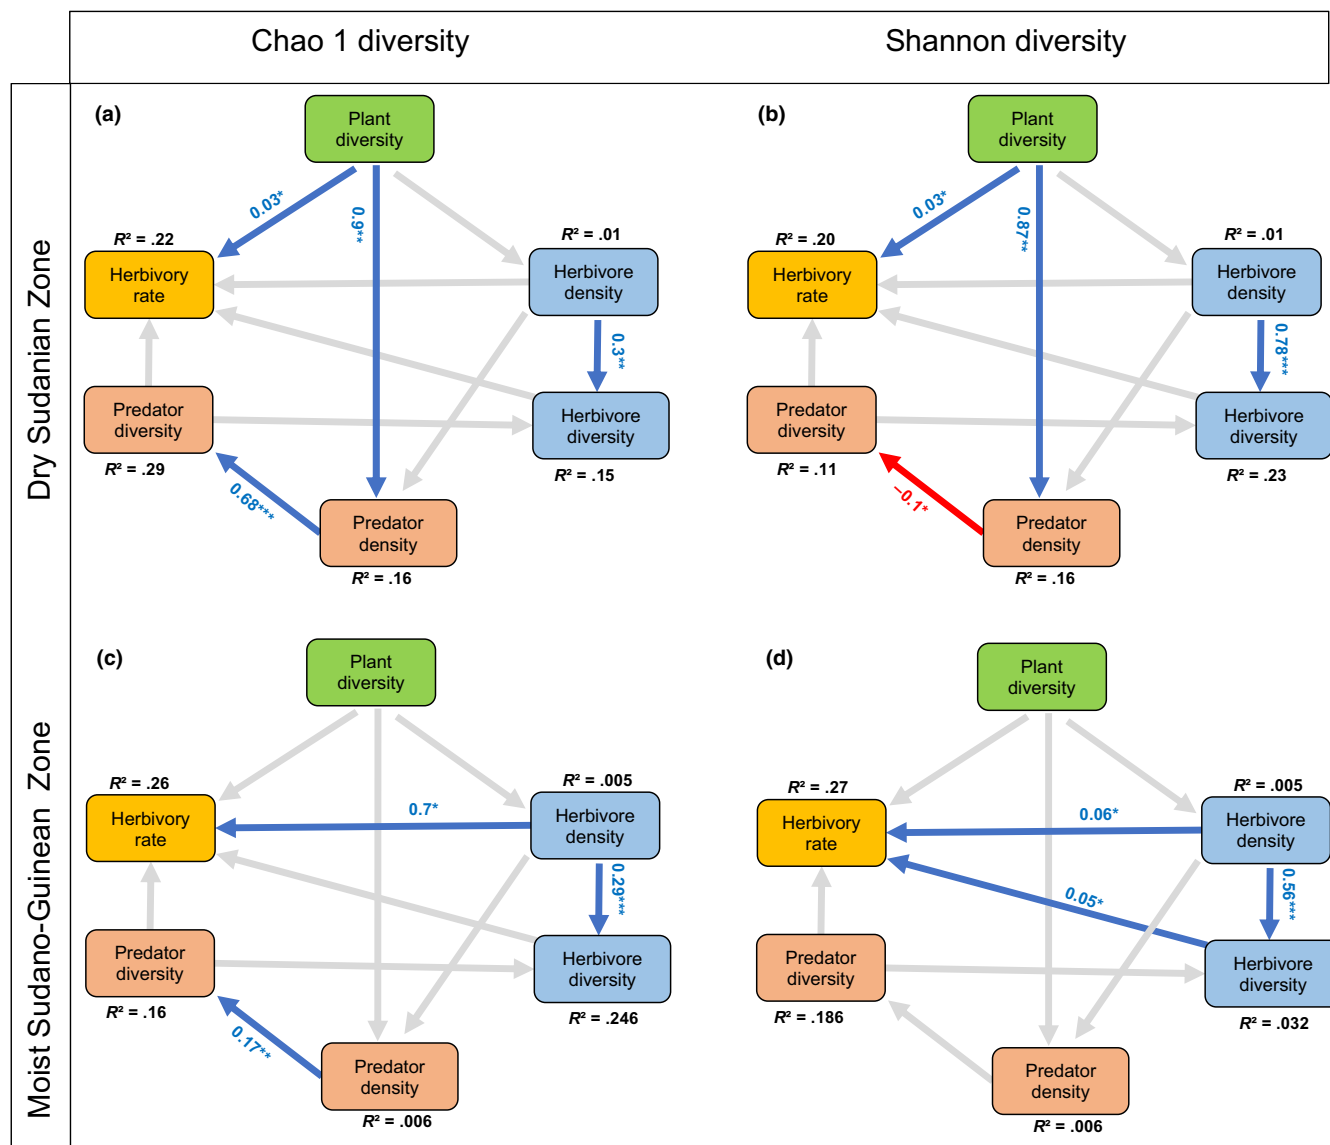 Chao 1 diversity
Shannon diversity
Dry Sudanian Zone
(a)
Plant
diversity
0.03*
0.9**
R² = .22
Herbivory
rate
R² = .01
Herbivore
density
0.3**
Predator
diversity
R² = .29
Herbivore
diversity
R² = .15
0.68***
Predator
density
R² = .16
(b)
Plant
diversity
0.03*
0.87**
R² = .20
Herbivory
rate
R² = .01
Herbivore
density
0.78***
Predator
diversity
R² = .11
Herbivore
diversity
R² = .23
–0.1*
Predator
density
R² = .16
Moist Sudano-Guinean Zone
(c)
Plant
diversity
R² = .26
Herbivory
rate
0.7*
R² = .005
Herbivore
density
0.29***
Predator
diversity
R² = .16
Herbivore
diversity
R² = .246
0.17**
Predator
density
R² = .006
(d)
Plant
diversity
R² = .27
Herbivory
rate
0.06*
R² = .005
Herbivore
density
0.56***
0.05*
Predator
diversity
R² = .186
Herbivore
diversity
R² = .032
Predator
density
R² = .006